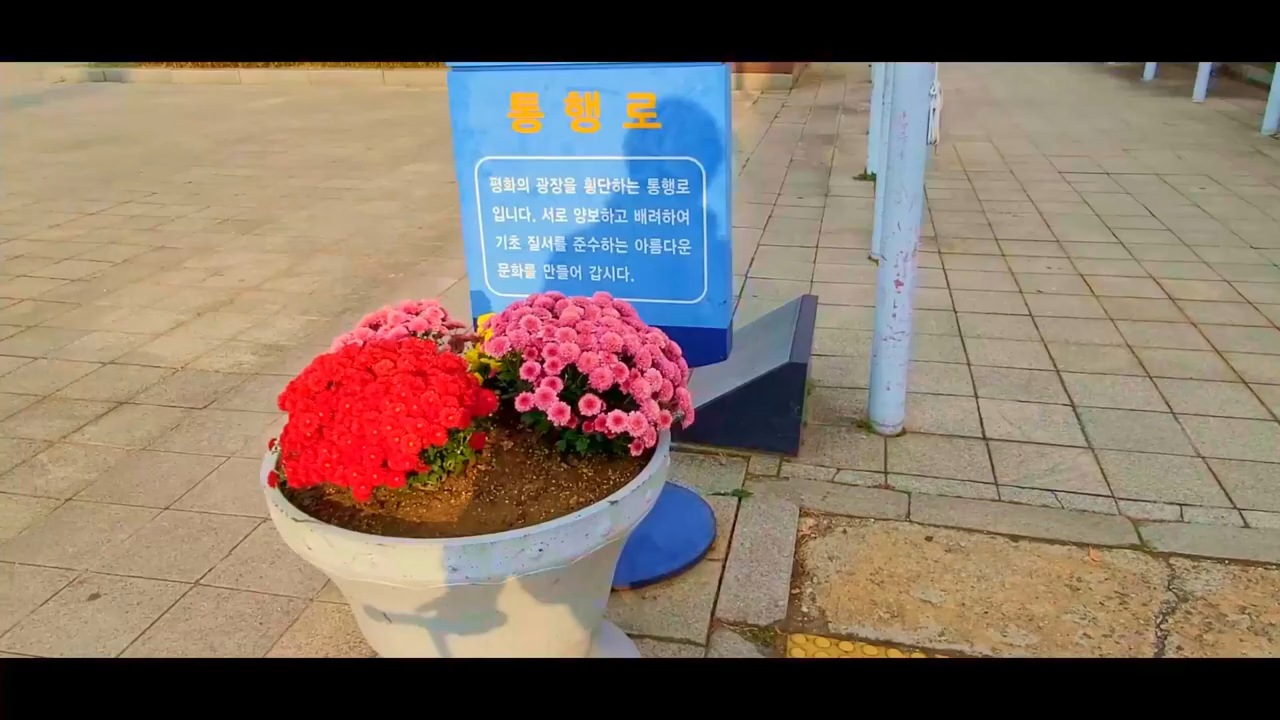 통행로
평화의 광장을 횡단하는 통행로
입니다. 서로 양보하고 배려하여
기초 질서를 준수하는 아름다운
문화를 만들어 갑시다.